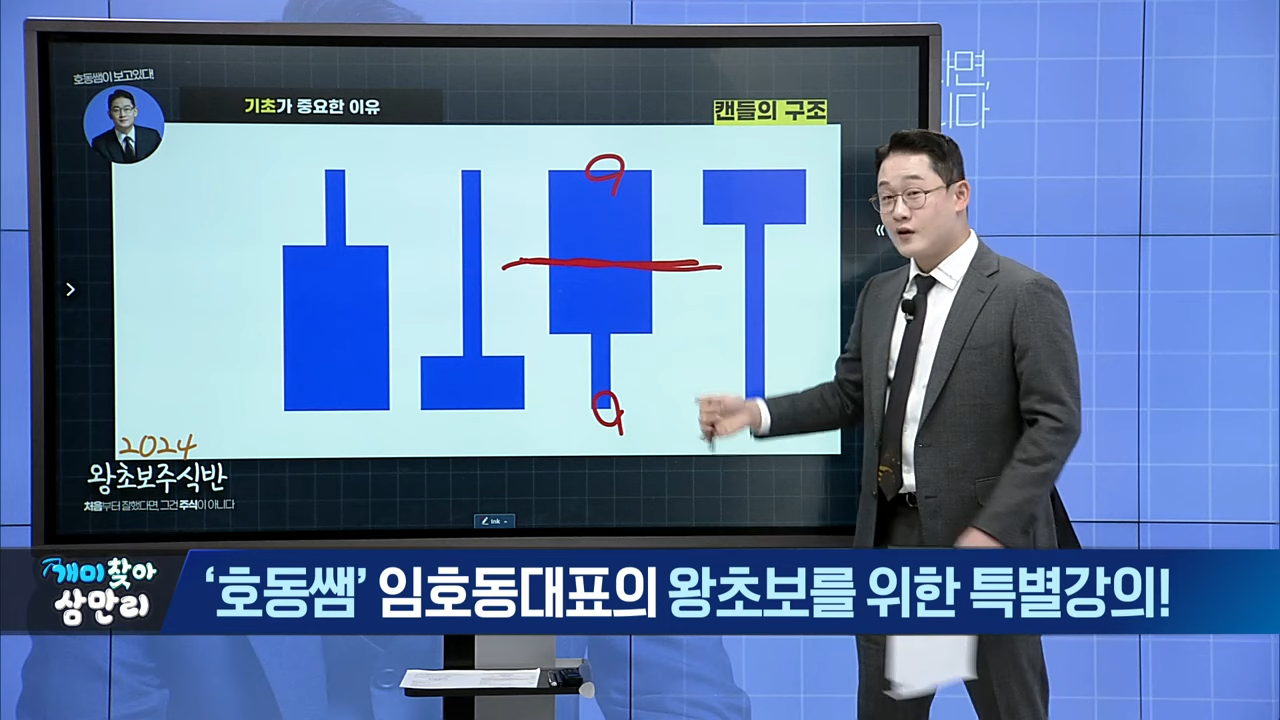 호동쌤이 보고있다!
기초가 중요한 이유
캔들의 구조
9
9
2024
왕초보주식반
처음부터 잘했다면, 그건 주식이 아니다
Ink
개미찾아
삼만리
‘호동쌤’ 임호동대표의 왕초보를 위한 특별강의!